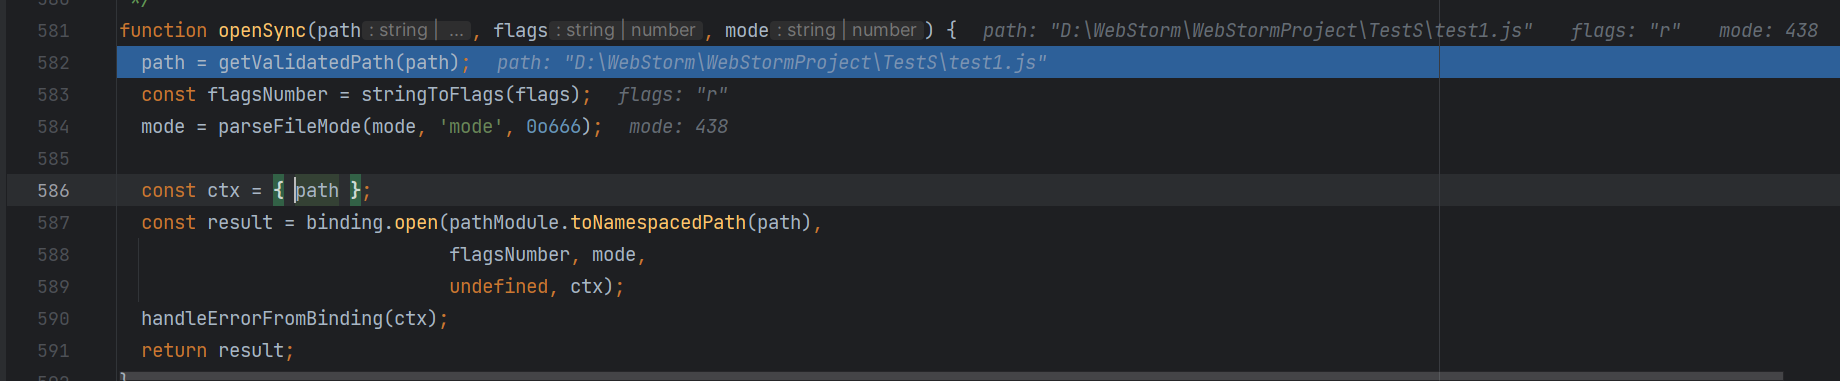 */
581 function openSync(path : string | ... , flags : string | number , mode : string | number ) {   path: "D:\WebStorm\WebStormProject\TestS\test1.js"   flags: "r"   mode: 438
582 path = getValidatedPath(path);   path: "D:\WebStorm\WebStormProject\TestS\test1.js"
583 const flagsNumber = stringToFlags(flags);   flags: "r"
584 mode = parseFileMode(mode, 'mode', 0o666);   mode: 438
585
586 const ctx = { path };
587 const result = binding.open(pathModule.toNamespacedPath(path),
588 flagsNumber, mode,
589 undefined, ctx);
590 handleErrorFromBinding(ctx);
591 return result;
}